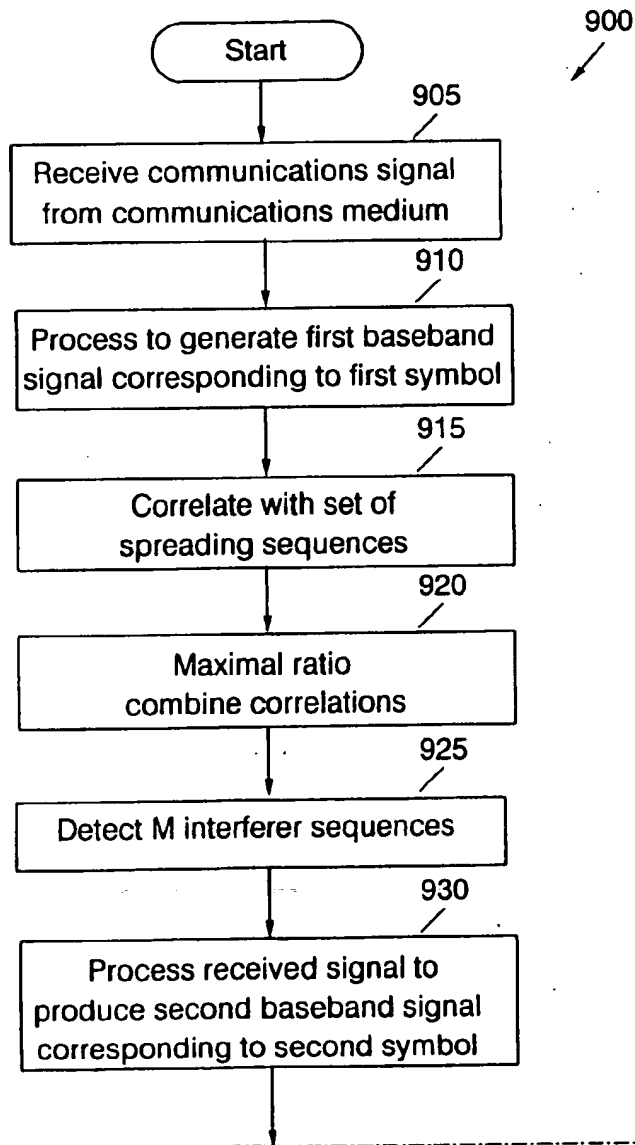 900
Start
905
Receive communications signal
from communications medium
910
Process to generate first baseband
signal corresponding to first symbol
915
Correlate with set of
spreading sequences
920
Maximal ratio
combine correlations
925
Detect M interferer sequences
930
Process received signal to
produce second baseband signal
corresponding to second symbol